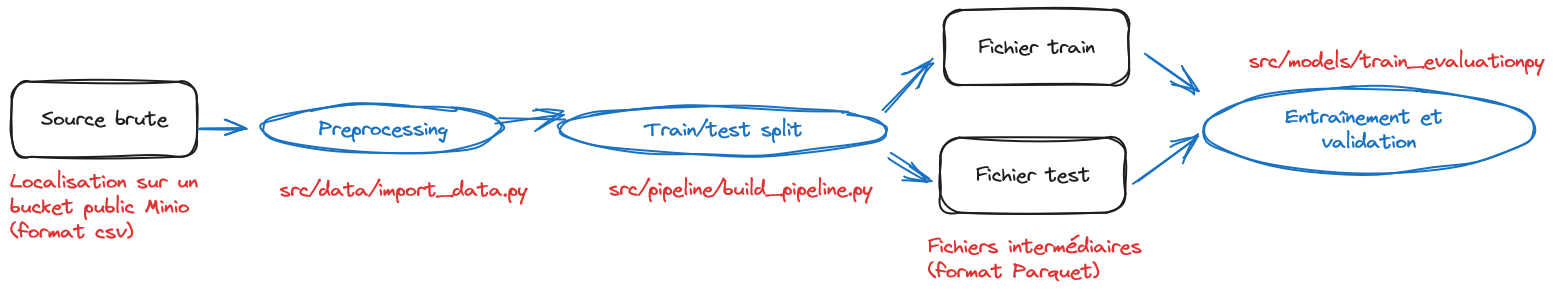 Source brute
Localisation sur un
bucket public Minio
(format csv)
Preprocessing
src/data/import_data.py
Train/test split
src/pipeline/build_pipeline.py
Fichier train
Fichier test
Fichiers intermédiaires
(format Parquet)
src/models/train_evaluationpy
Entraînement et
validation